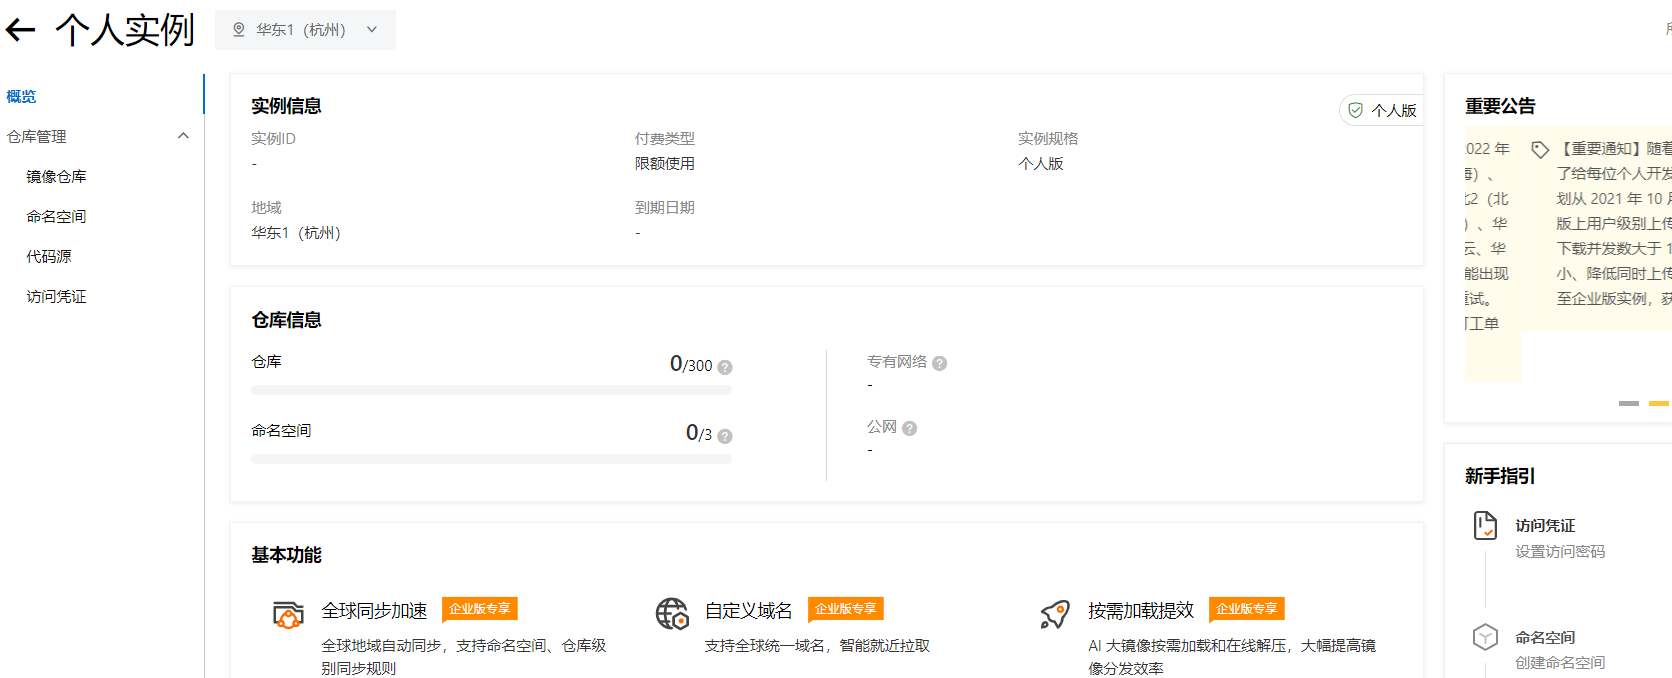 个人实例
华东1（杭州）
概览
仓库管理
镜像仓库
命名空间
代码源
访问凭证
实例信息
个人版
实例ID
付费类型
实例规格
-
限额使用
个人版
地域
到期日期
华东1（杭州）
-
仓库信息
仓库
0/300
命名空间
0/3
专有网络
-
公网
-
基本功能
全球同步加速
企业版专享
全球地域自动同步，支持命名空间、仓库级
别同步规则
自定义域名
企业版专享
支持全球统一域名，智能就近拉取
按需加载提效
企业版专享
AI 大镜像按需加载和在线解压，大幅提高镜
像分发效率
重要公告
022 年
）、
2（北
）、华
云、华
能出现
重试。
工单
【重要通知】随着
了给每位个人开发
划从 2021 年 10 月
版上用户级别上传
下载并发数大于 1
小、降低同时上传
至企业版实例，获
新手指引
访问凭证
设置访问密码
命名空间
创建命名空间